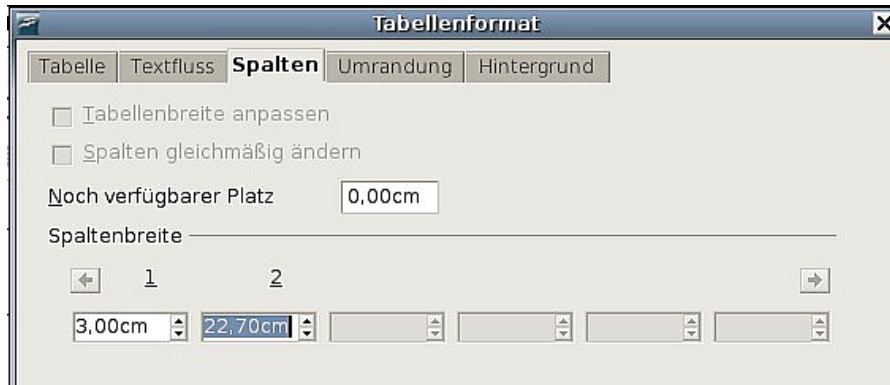 Tabellenformat
Tabelle Textfluss Spalten Umrandung Hintergrund
Tabellenbreite anpassen
Spalten gleichmäßig ändern
Noch verfügbarer Platz 0,00cm
Spaltenbreite
1 2
3,00cm 22,70cm